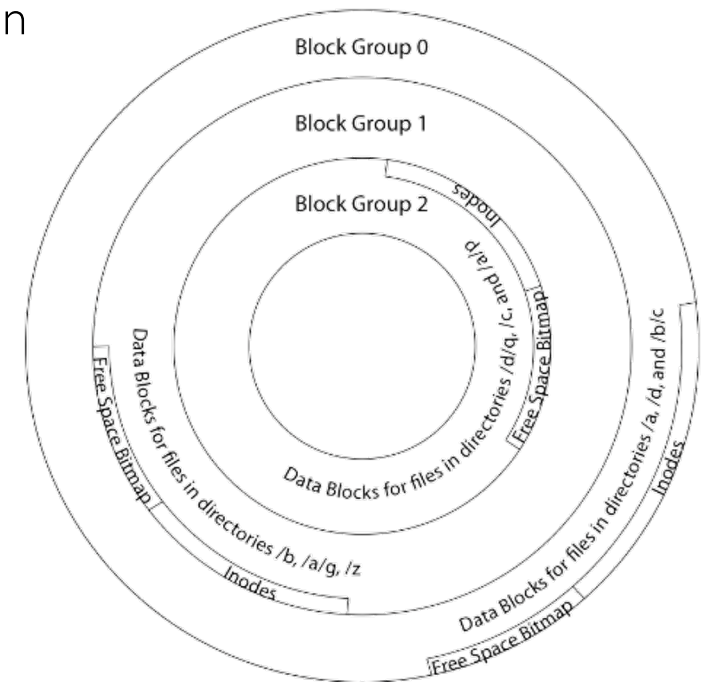 n
Block Group 0
Block Group 1
Block Group 2
Inodes
Free Space Bitmap
Data Blocks for files in directories /d/q, /c, and /a/p
Data Blocks for files in directories /b, /a/g, /z
Free Space Bitmap
Inodes
Data Blocks for files in directories /a, /d, and /b/c
Inodes
Free Space Bitmap